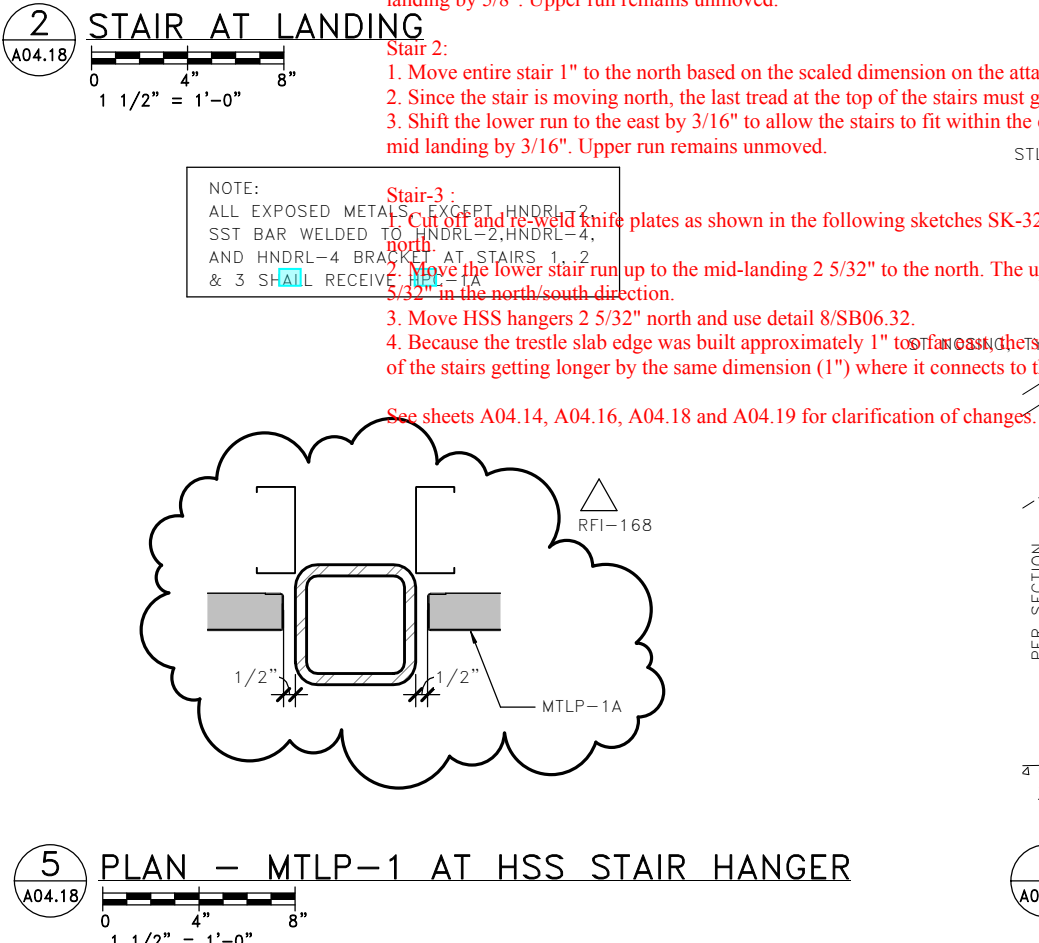 landing by 5/8". Upper run remains unmoved.
2
A04.18
STAIR AT LANDING
0 4" 8"
1 1/2" = 1'-0"
Stair 2:
1. Move entire stair 1" to the north based on the scaled dimension on the atta
2. Since the stair is moving north, the last tread at the top of the stairs must g
3. Shift the lower run to the east by 3/16" to allow the stairs to fit within the
mid landing by 3/16". Upper run remains unmoved.
STL
NOTE:
ALL EXPOSED METALS, EXCEPT HNDRL-2,
SST BAR WELDED TO HNDRL-2,HNDRL-4,
AND HNDRL-4 BRACKET AT STAIRS 1, 2
& 3 SHALL RECEIVE HPC-1A
Stair-3 :
1. Cut off and re-weld knife plates as shown in the following sketches SK-32
north.
2. Move the lower stair run up to the mid-landing 2 5/32" to the north. The u
5/32" in the north/south direction.
3. Move HSS hangers 2 5/32" north and use detail 8/SB06.32.
4. Because the trestle slab edge was built approximately 1" too far east, the s
of the stairs getting longer by the same dimension (1") where it connects to t
ST NOSING, TY
See sheets A04.14, A04.16, A04.18 and A04.19 for clarification of changes.
RFI-168
1/2"
1/2"
MTLP-1A
PER SECTION
4
5
A04.18
PLAN - MTLP-1 AT HSS STAIR HANGER
0 4" 8"
1 1/2" = 1'-0"
A0